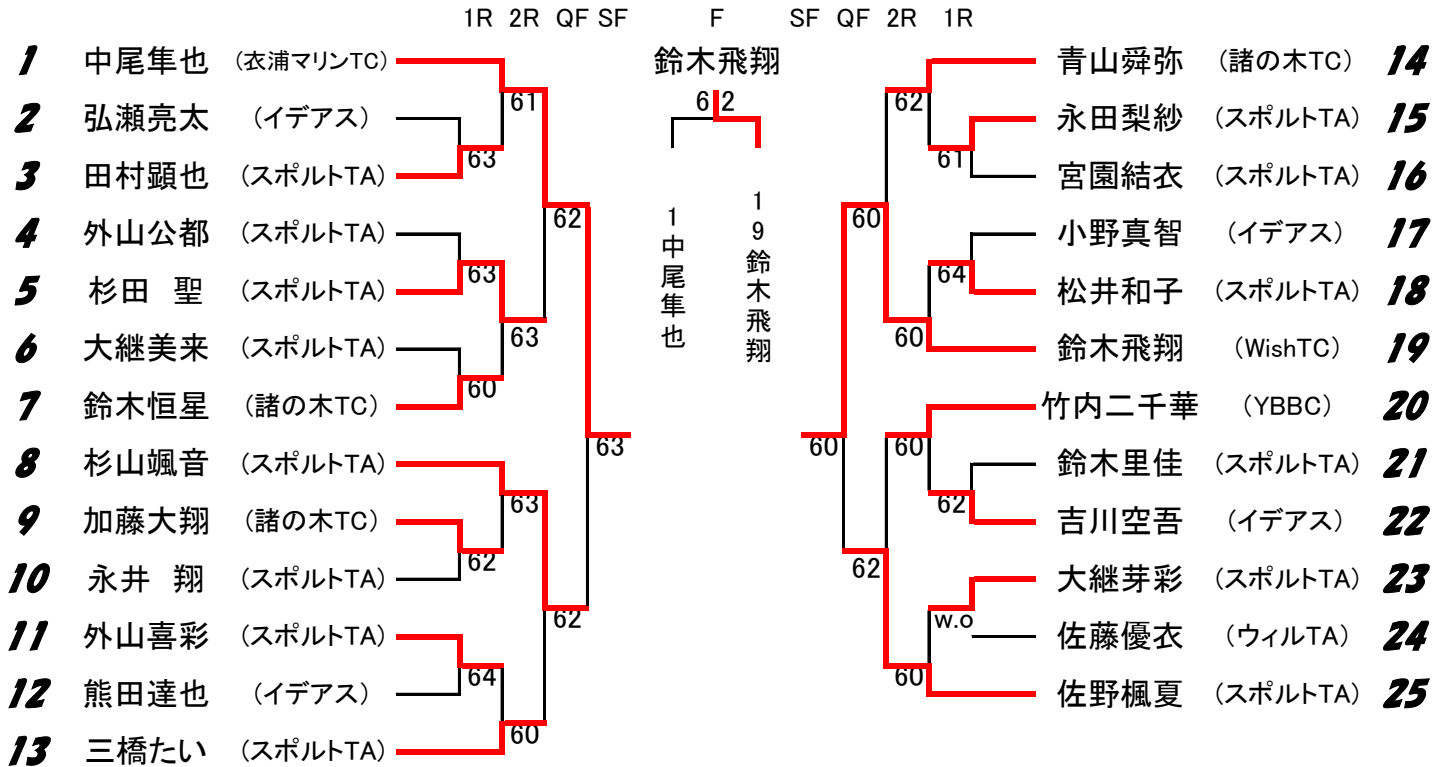 1R 2R QF SF F SF QF 2R 1R
鈴木飛翔
6 2
1中尾隼也
19鈴木飛翔
1 中尾隼也 (衣浦マリンTC)
61
2 弘瀬亮太 (イデアス)
63
3 田村顕也 (スポルトTA)
62
4 外山公都 (スポルトTA)
63
5 杉田 聖 (スポルトTA)
63
6 大継美来 (スポルトTA)
60
7 鈴木恒星 (諸の木TC)
63
8 杉山颯音 (スポルトTA)
63
9 加藤大翔 (諸の木TC)
62
10 永井 翔 (スポルトTA)
62
11 外山喜彩 (スポルトTA)
64
12 熊田達也 (イデアス)
60
13 三橋たい (スポルトTA)
青山舜弥 (諸の木TC) 14
62
永田梨紗 (スポルトTA) 15
61
宮園結衣 (スポルトTA) 16
60
小野真智 (イデアス) 17
64
松井和子 (スポルトTA) 18
60
鈴木飛翔 (WishTC) 19
竹内二千華 (YBBC) 20
60
60
鈴木里佳 (スポルトTA) 21
62
吉川空吾 (イデアス) 22
62
大継芽彩 (スポルトTA) 23
w.o
佐藤優衣 (ウィルTA) 24
60
佐野楓夏 (スポルトTA) 25